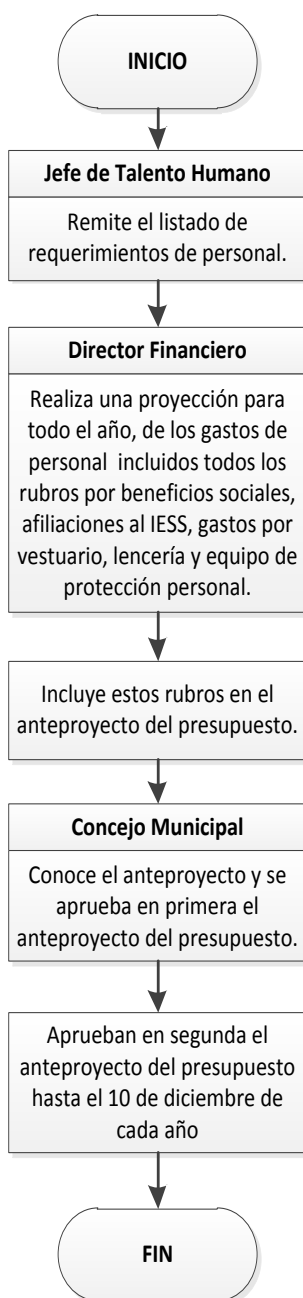 INICIO
Jefe de Talento Humano
Remite el listado de
requerimientos de personal.
Director Financiero
Realiza una proyección para
todo el año, de los gastos de
personal incluidos todos los
rubros por beneficios sociales,
afiliaciones al IESS, gastos por
vestuario, lencería y equipo de
protección personal.
Incluye estos rubros en el
anteproyecto del presupuesto.
Concejo Municipal
Conoce el anteproyecto y se
aprueba en primera el
anteproyecto del presupuesto.
Aprueban en segunda el
anteproyecto del presupuesto
hasta el 10 de diciembre de
cada año
FIN